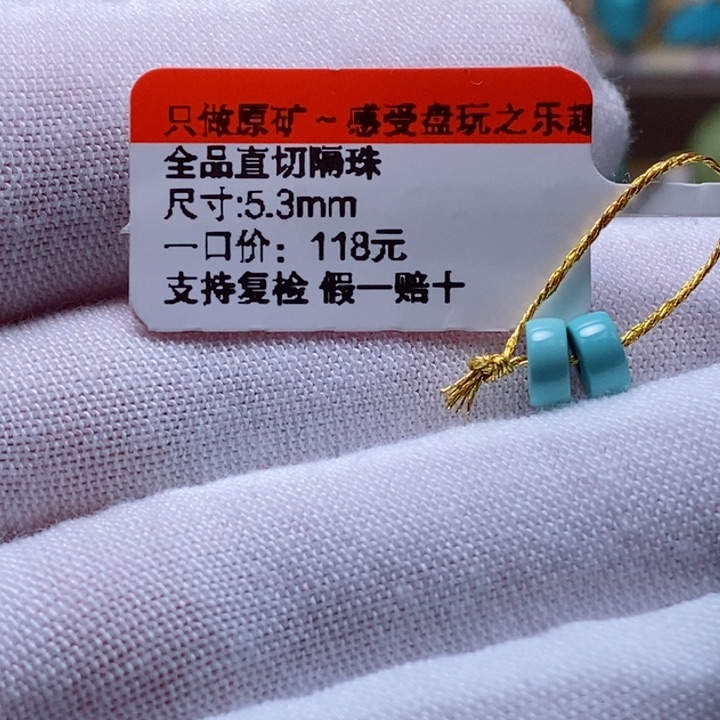 只做原矿~感受盘玩之乐趣
全品直切隔珠
尺寸:5.3mm
一口价：118元
支持复检 假一赔十